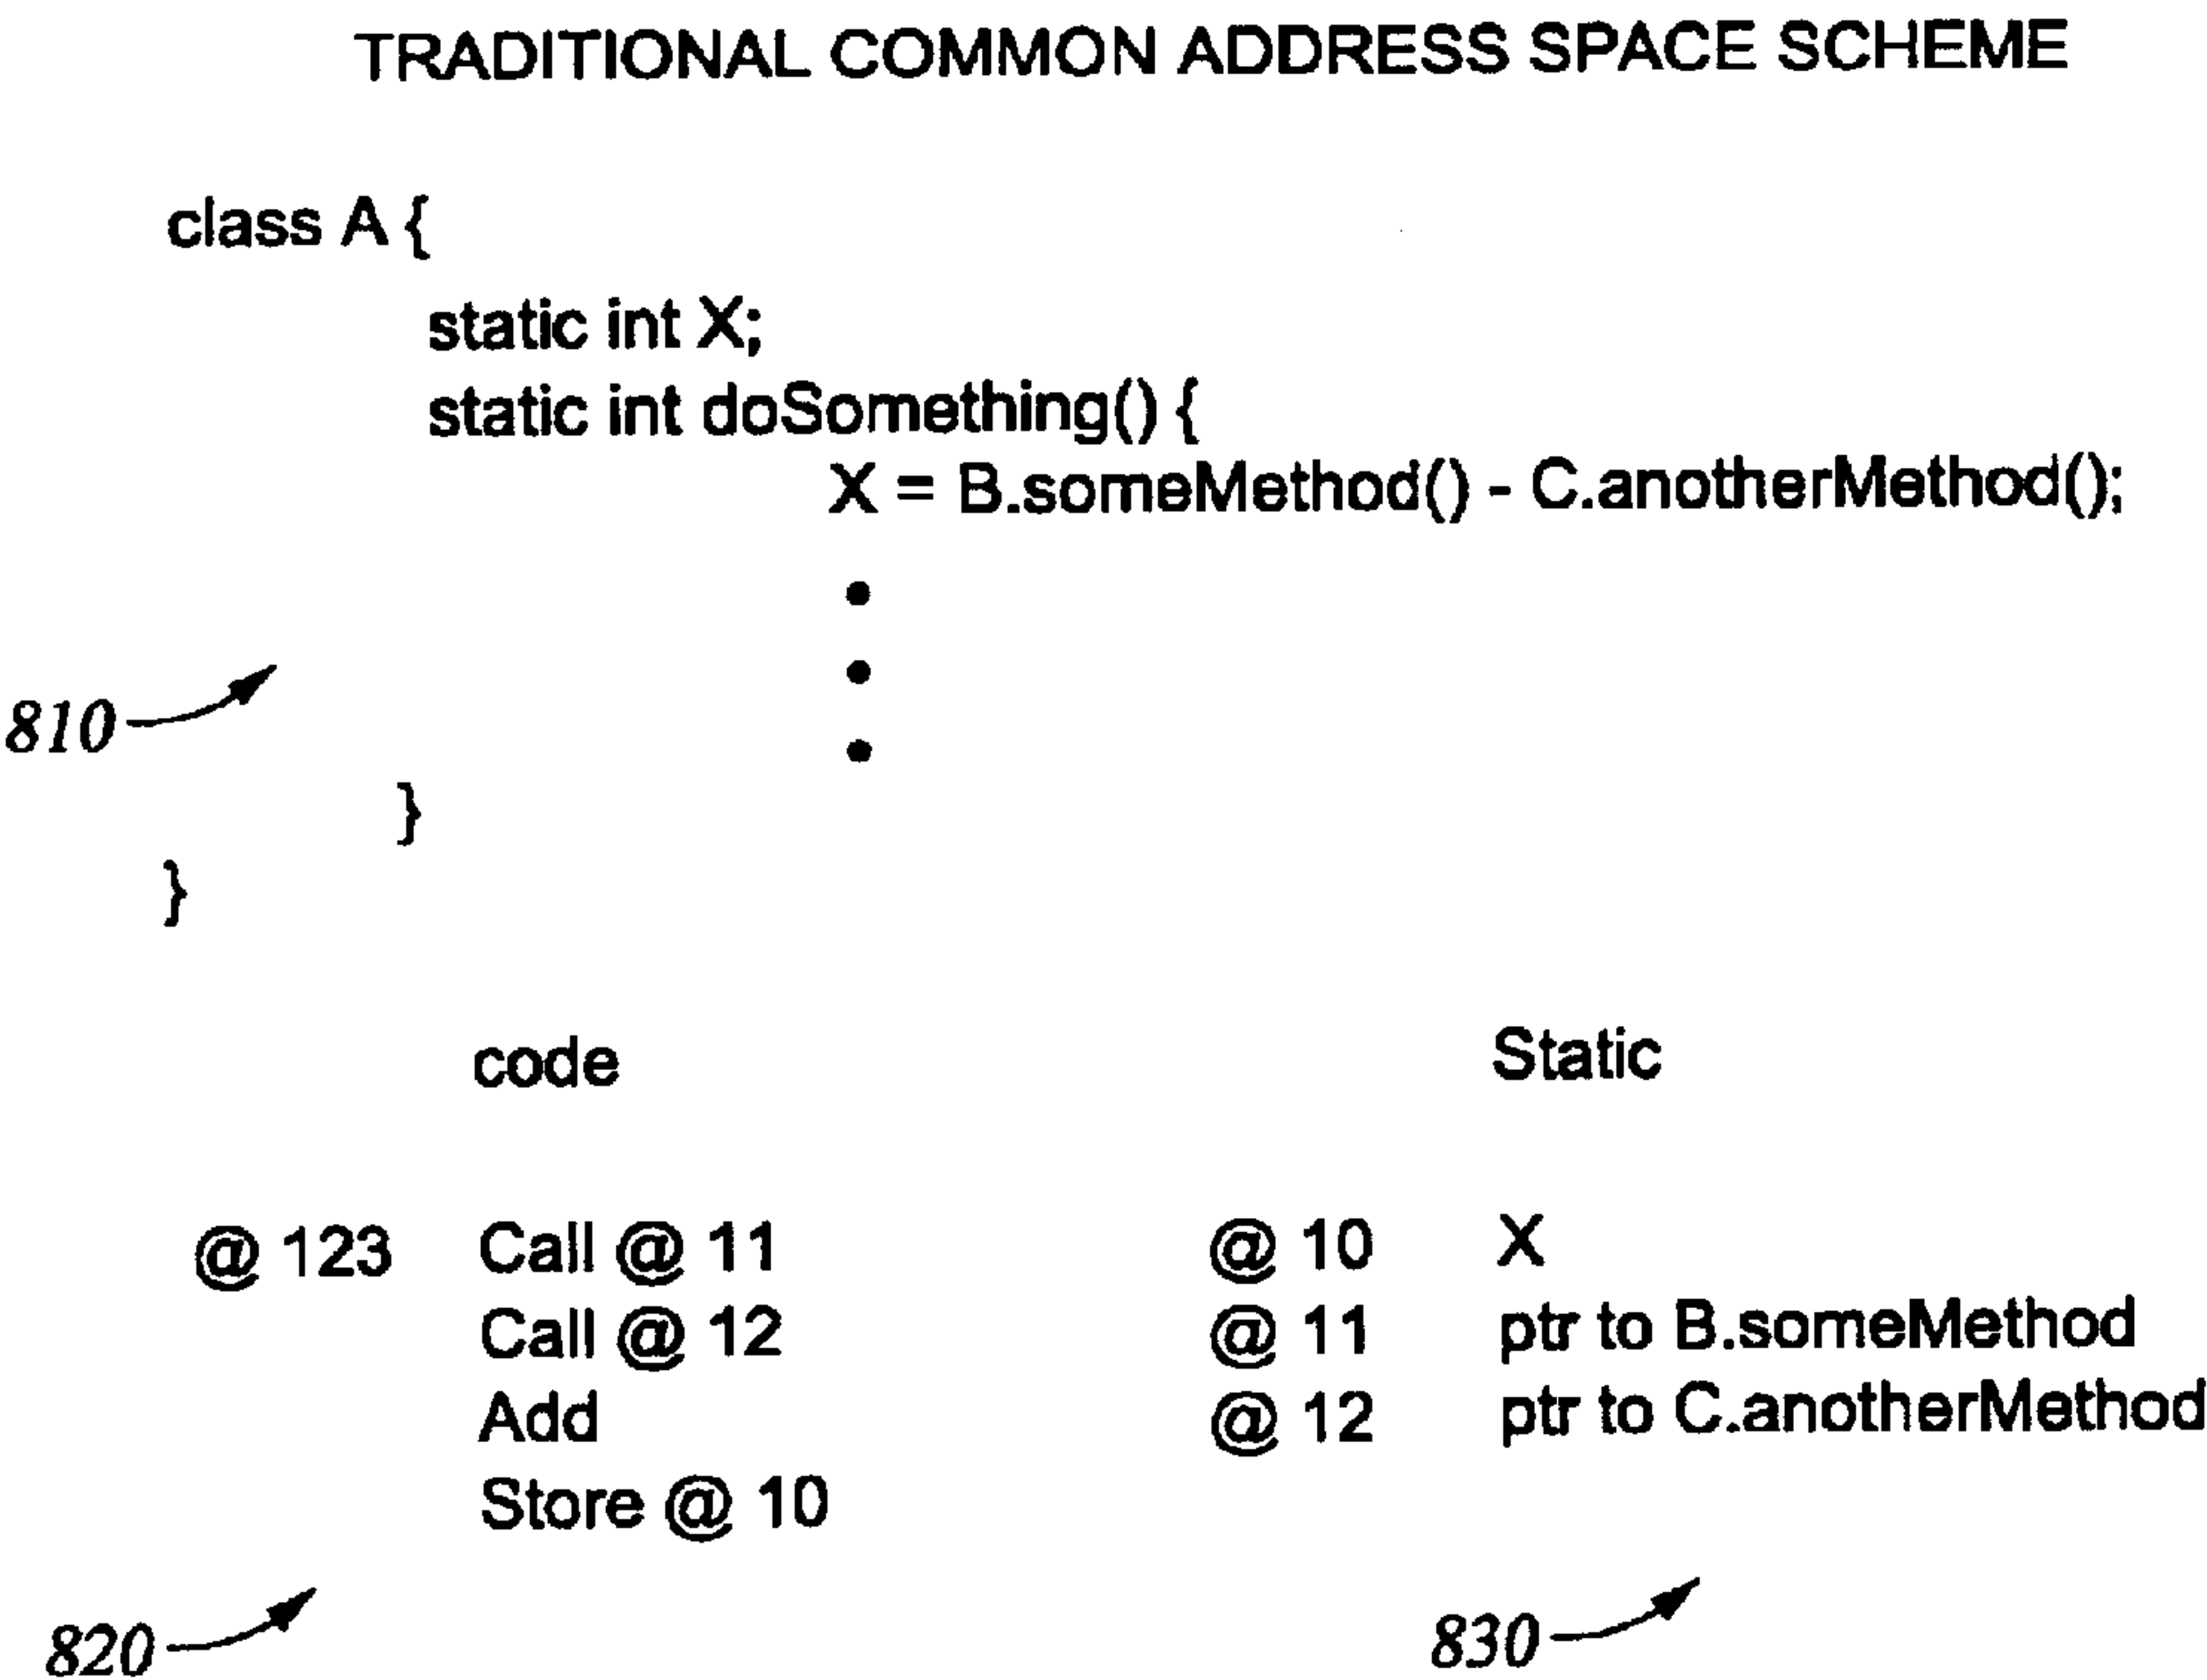 TRADITIONAL COMMON ADDRESS SPACE SCHEME
class A {
static int X;
static int doSomething() {
X = B.someMethod() - C.anotherMethod();
810
}
}
code
@ 123 Call @ 11
Call @ 12
Add
Store @ 10
820
Static
@ 10 X
@ 11 ptr to B.someMethod
@ 12 ptr to C.anotherMethod
830